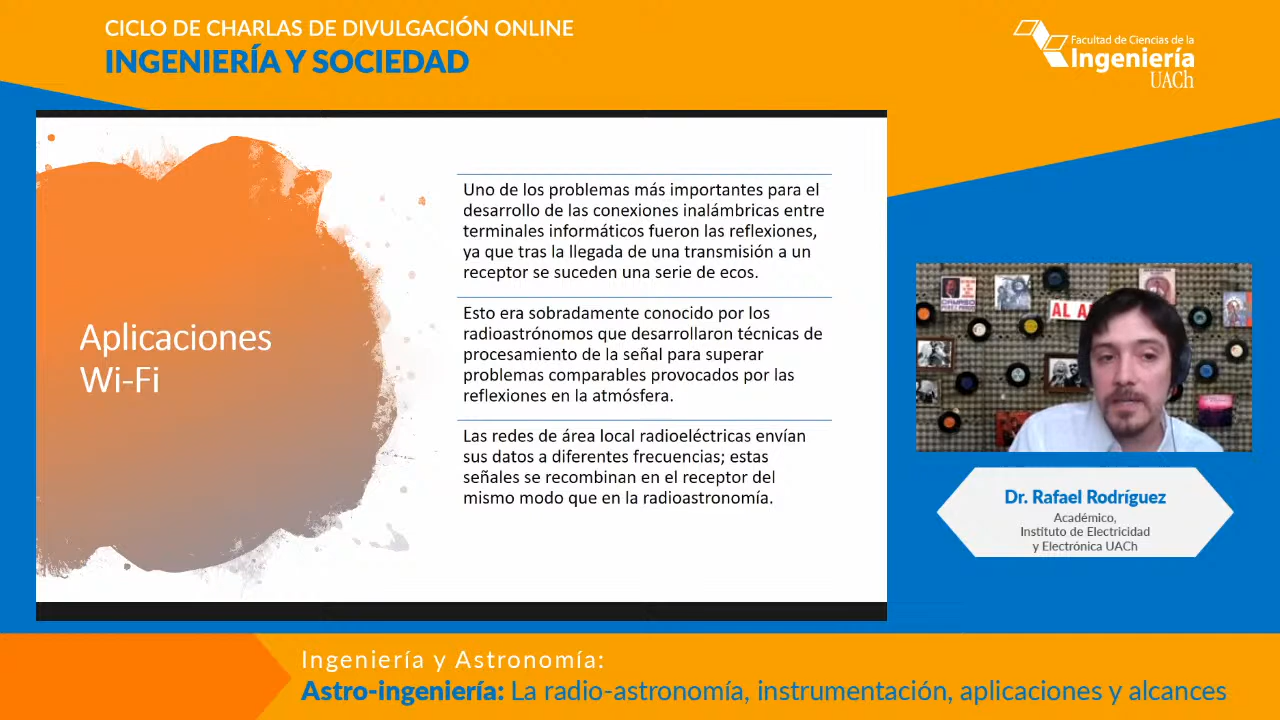 CICLO DE CHARLAS DE DIVULGACIÓN ONLINE
INGENIERÍA Y SOCIEDAD
Facultad de Ciencias de la
Ingeniería
UACh
Aplicaciones
Wi-Fi
Uno de los problemas más importantes para el
desarrollo de las conexiones inalámbricas entre
terminales informáticos fueron las reflexiones,
ya que tras la llegada de una transmisión a un
receptor se suceden una serie de ecos.
Esto era sobradamente conocido por los
radioastrónomos que desarrollaron técnicas de
procesamiento de la señal para superar
problemas comparables provocados por las
reflexiones en la atmósfera.
Las redes de área local radioeléctricas envían
sus datos a diferentes frecuencias; estas
señales se recombinan en el receptor del
mismo modo que en la radioastronomía.
AL A
Dr. Rafael Rodríguez
Académico,
Instituto de Electricidad
y Electrónica UACh
Ingeniería y Astronomía:
Astro-ingeniería: La radio-astronomía, instrumentación, aplicaciones y alcances